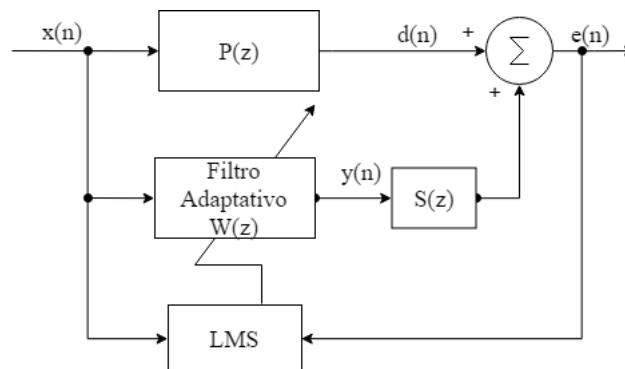 x(n)
P(z)
d(n)
+
Σ
e(n)
+
Filtro
Adaptativo
W(z)
y(n)
S(z)
LMS